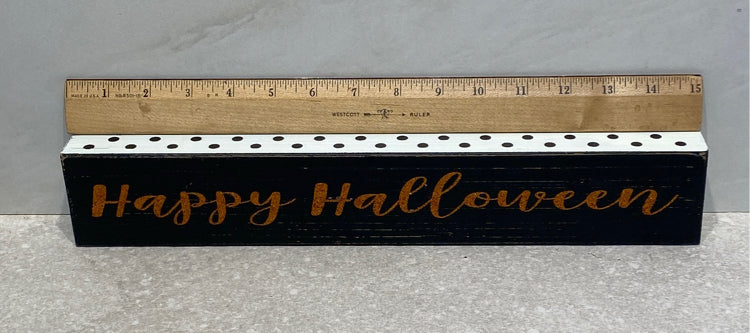 1 2 3 4 5 6 7 8 9 10 11 12 13 14 15
MADE IN U.S.A.
WESTCOTT RULER
Happy Halloween